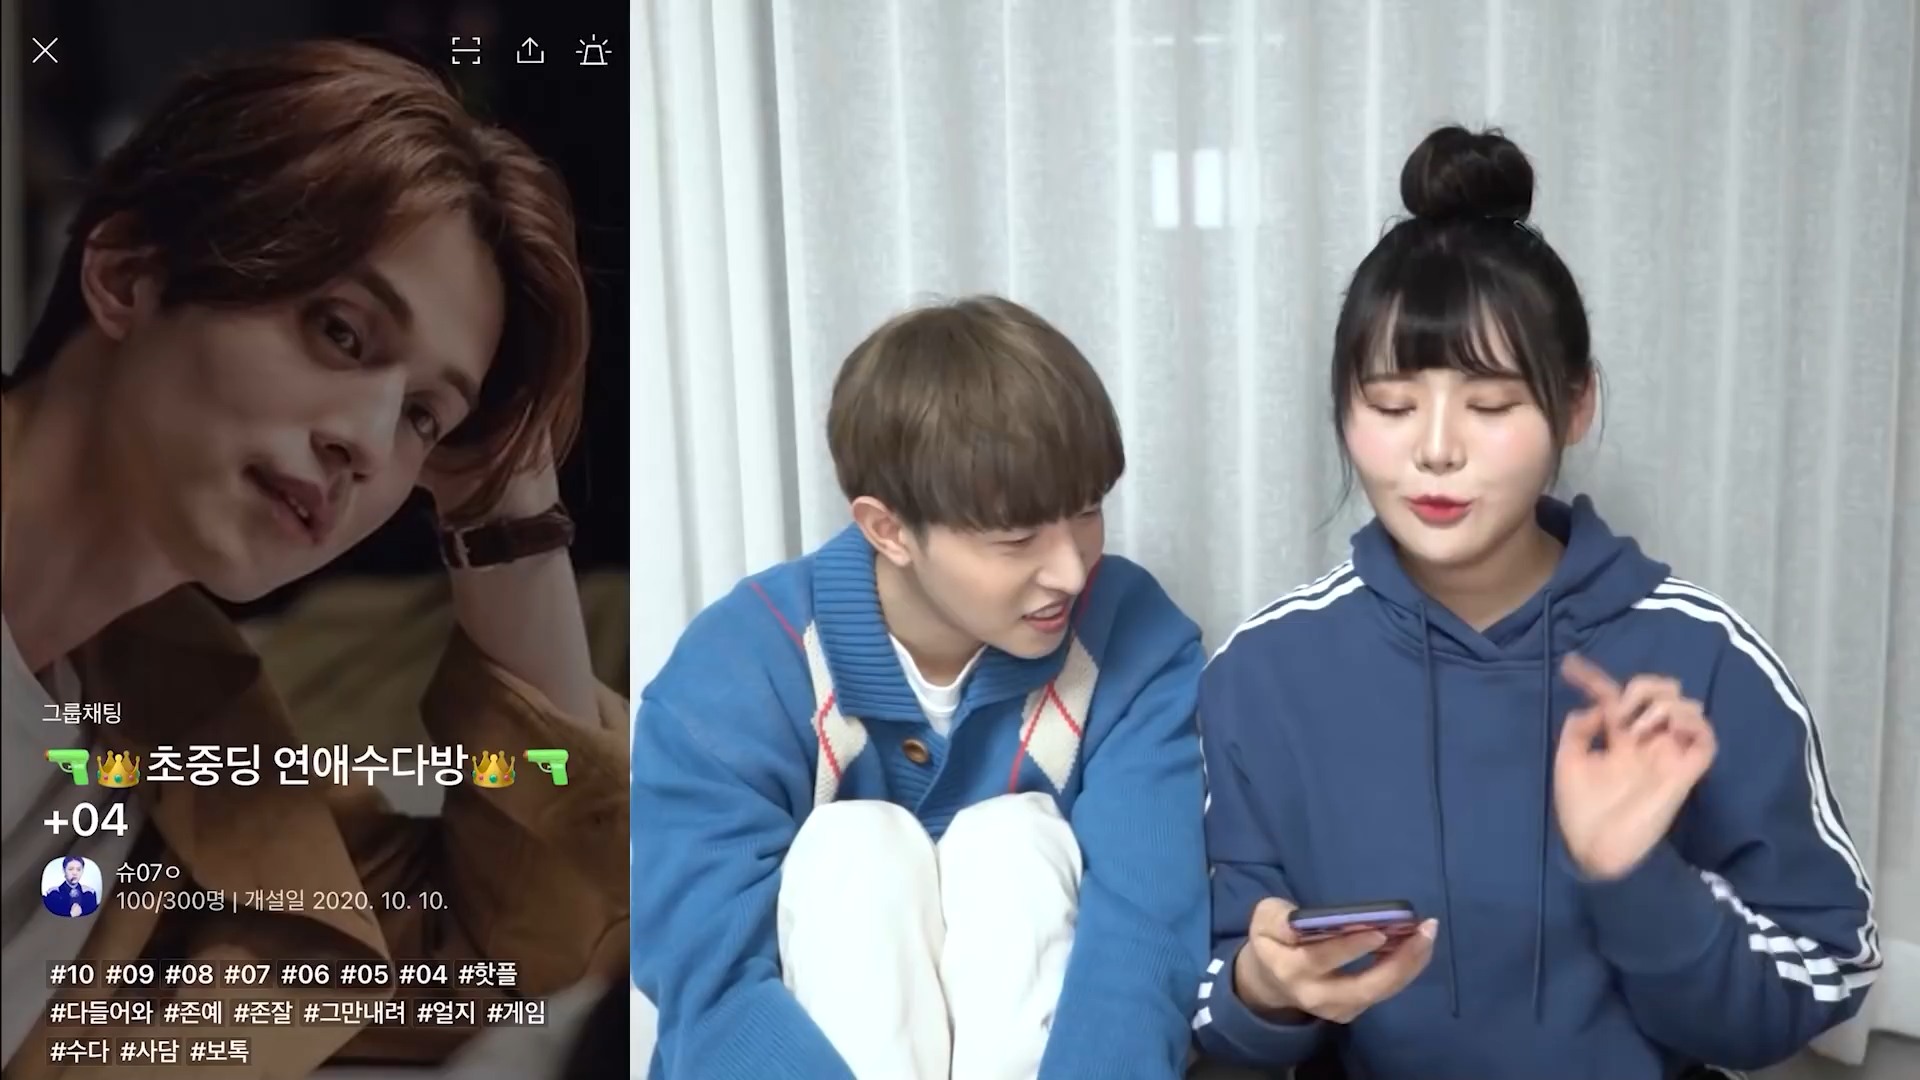 그룹채팅
🔫👑초중딩 연애수다방👑🔫
+04
슈07ㅇ
100/300명 | 개설일 2020. 10. 10.
#10 #09 #08 #07 #06 #05 #04 #핫플
#다들어와 #존예 #존잘 #그만내려 #얼지 #게임
#수다 #사담 #보톡